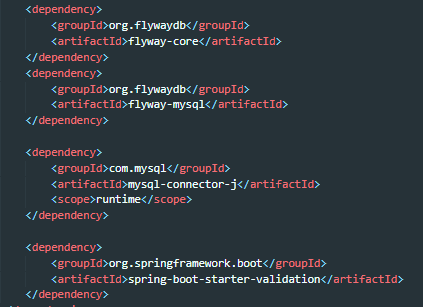 <dependency>
<groupId>org.flywaydb</groupId>
<artifactId>flyway-core</artifactId>
</dependency>
<dependency>
<groupId>org.flywaydb</groupId>
<artifactId>flyway-mysql</artifactId>
</dependency>
<dependency>
<groupId>com.mysql</groupId>
<artifactId>mysql-connector-j</artifactId>
<scope>runtime</scope>
</dependency>
<dependency>
<groupId>org.springframework.boot</groupId>
<artifactId>spring-boot-starter-validation</artifactId>
</dependency>